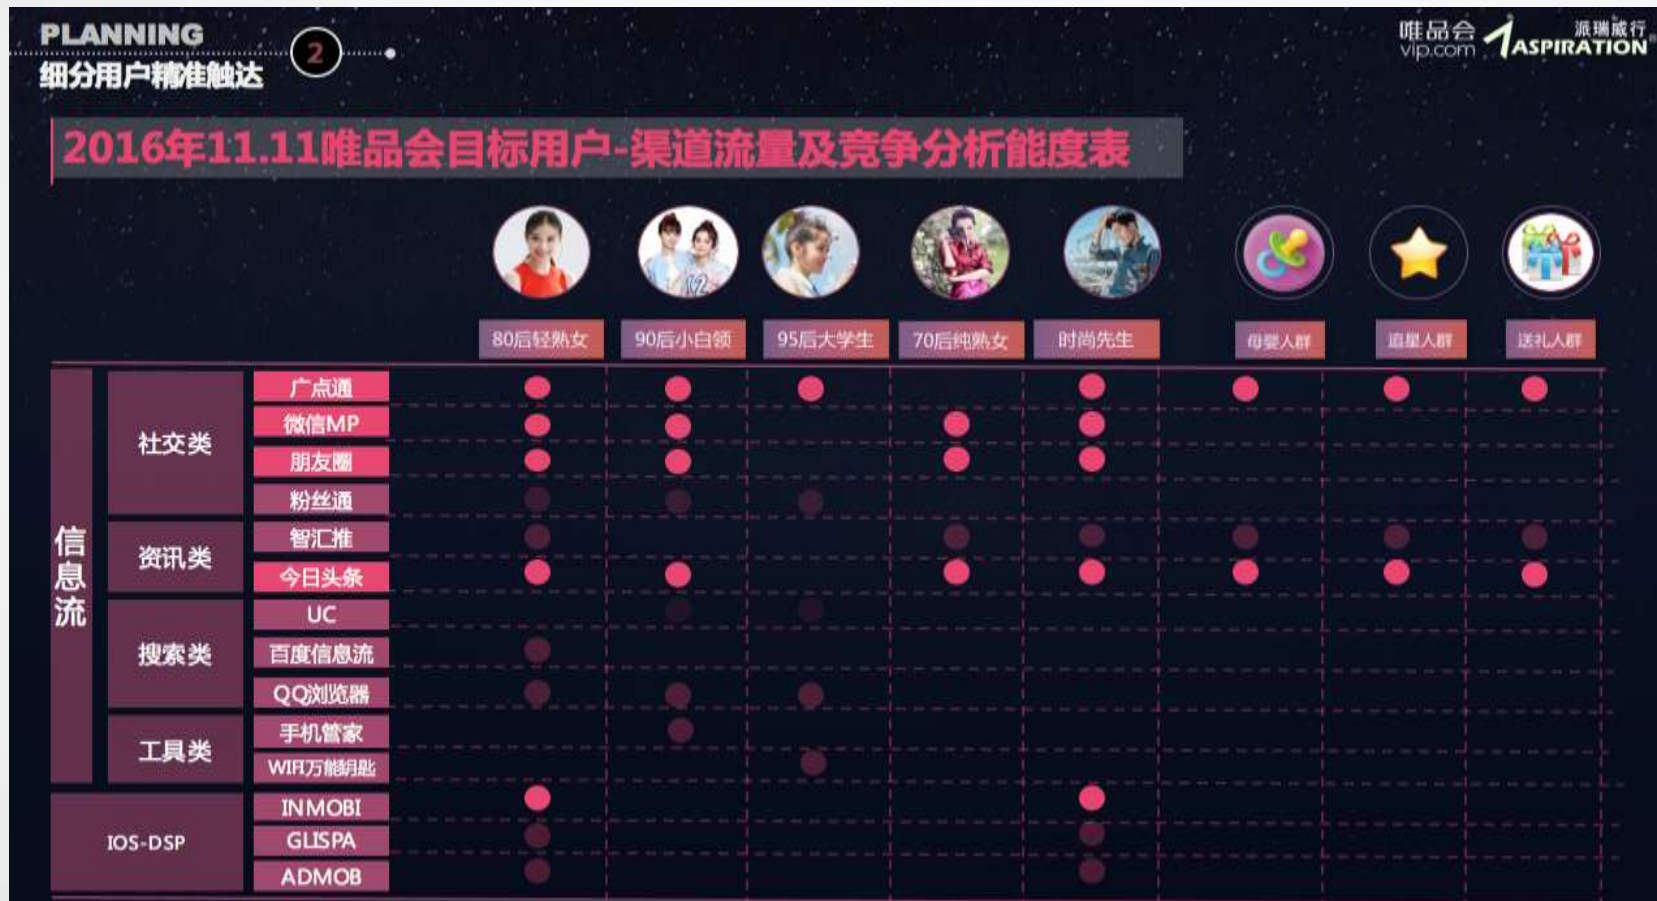 PLANNING
2
细分用户精准触达
唯品会
vip.com
派瑞威行
ASPIRATION
2016年11.11唯品会目标用户-渠道流量及竞争分析能度表
80后轻熟女
90后小白领
95后大学生
70后纯熟女
时尚先生
母婴人群
追星人群
送礼人群
信息流
社交类
广点通
微信MP
朋友圈
粉丝通
资讯类
智汇推
今日头条
搜索类
UC
百度信息流
QQ浏览器
工具类
手机管家
WIFI万能钥匙
IOS-DSP
INMOBI
GLISPA
ADMOB